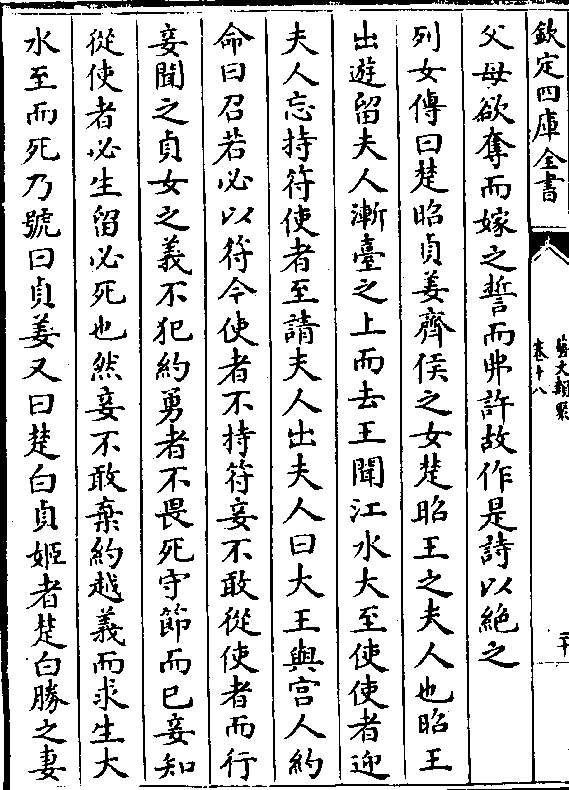 欽定四庫全書
藝文類聚
卷十八
二十
父母欲奪而嫁之誓而弗許故作是詩以絶之
列女傳曰楚昭貞姜齊侯之女楚昭王之夫人也昭王
出遊留夫人漸臺之上而去王聞江水大至使使者迎
夫人忘持符使者至請夫人出夫人曰大王與宫人約
命曰召若必以符今使者不持符妾不敢從使者而行
妾聞之貞女之義不犯約勇者不畏死守節而已妾知
從使者必生留必死也然妾不敢棄約越義而求生大
水至而死乃號曰貞姜又曰楚白貞姬者楚白勝之妻